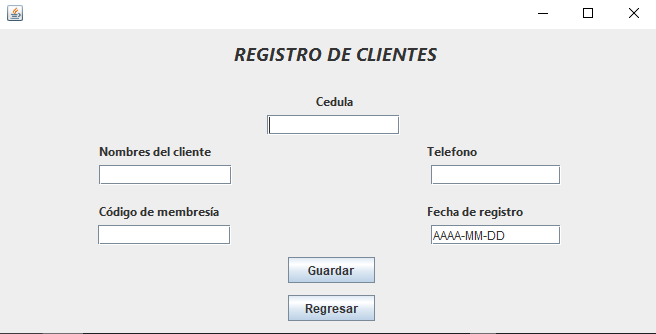 REGISTRO DE CLIENTES
Cedula
Nombres del cliente
Telefono
Código de membresía
Fecha de registro
AAAA-MM-DD
Guardar
Regresar